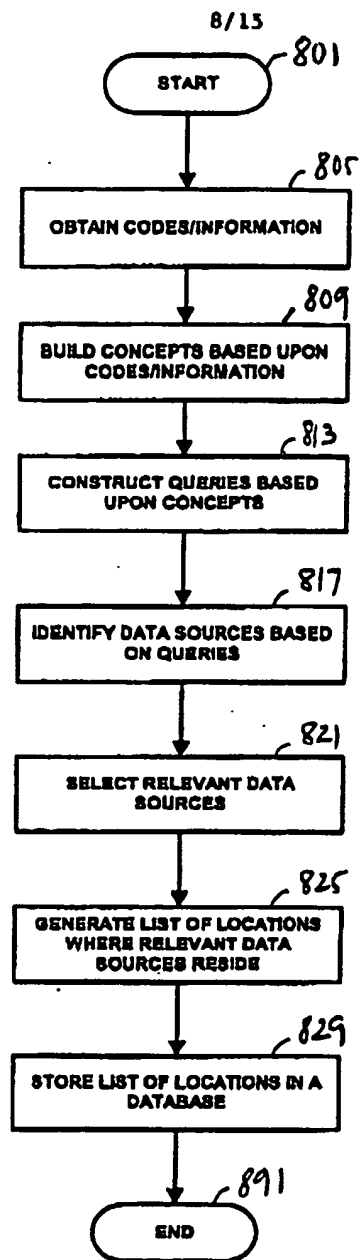 8/15
801
START
805
OBTAIN CODES/INFORMATION
809
BUILD CONCEPTS BASED UPON
CODES/INFORMATION
813
CONSTRUCT QUERIES BASED
UPON CONCEPTS
817
IDENTIFY DATA SOURCES BASED
ON QUERIES
821
SELECT RELEVANT DATA
SOURCES
825
GENERATE LIST OF LOCATIONS
WHERE RELEVANT DATA
SOURCES RESIDE
829
STORE LIST OF LOCATIONS IN A
DATABASE
891
END